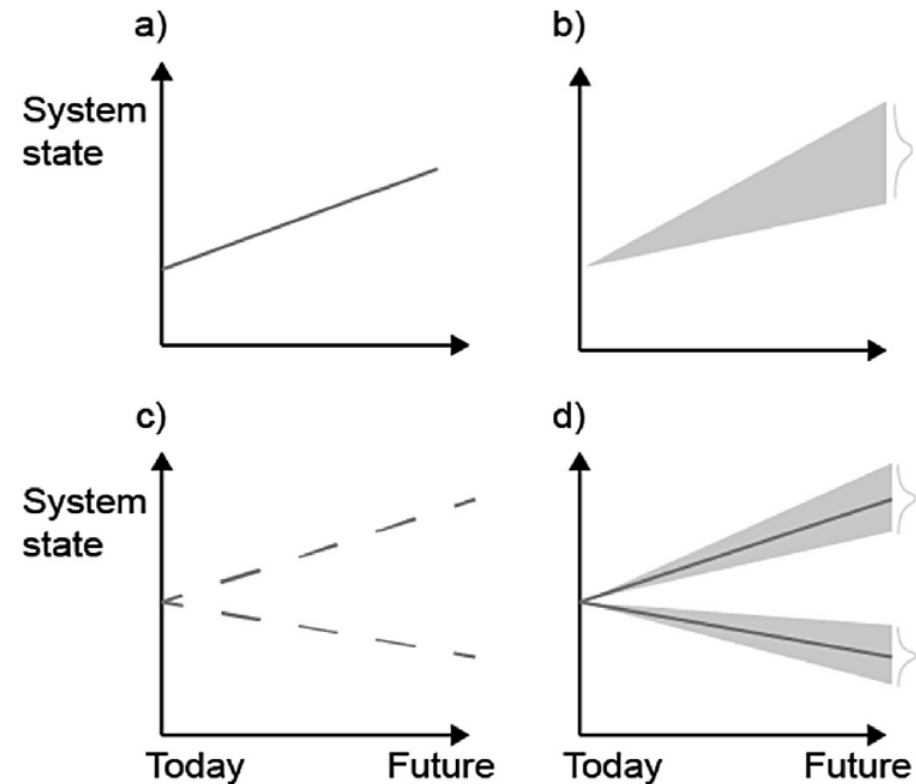 a)
b)
System
state
c)
d)
System
state
Today
Future
Today
Future